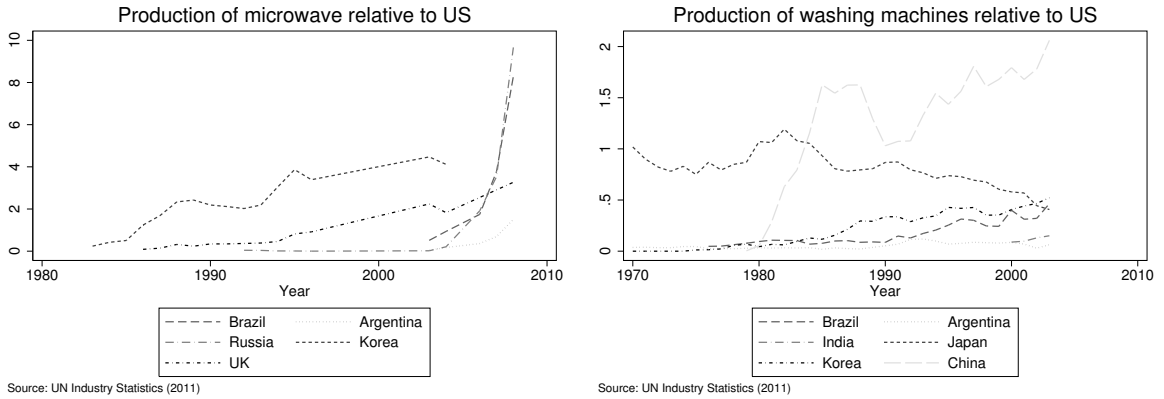 Production of microwave relative to US
10
8
6
4
2
0
1980 1990 2000 2010
Year
Brazil Argentina
Russia Korea
UK
Source: UN Industry Statistics (2011)
Production of washing machines relative to US
2
1.5
1
.5
0
1970 1980 1990 2000 2010
Year
Brazil Argentina
India Japan
Korea China
Source: UN Industry Statistics (2011)